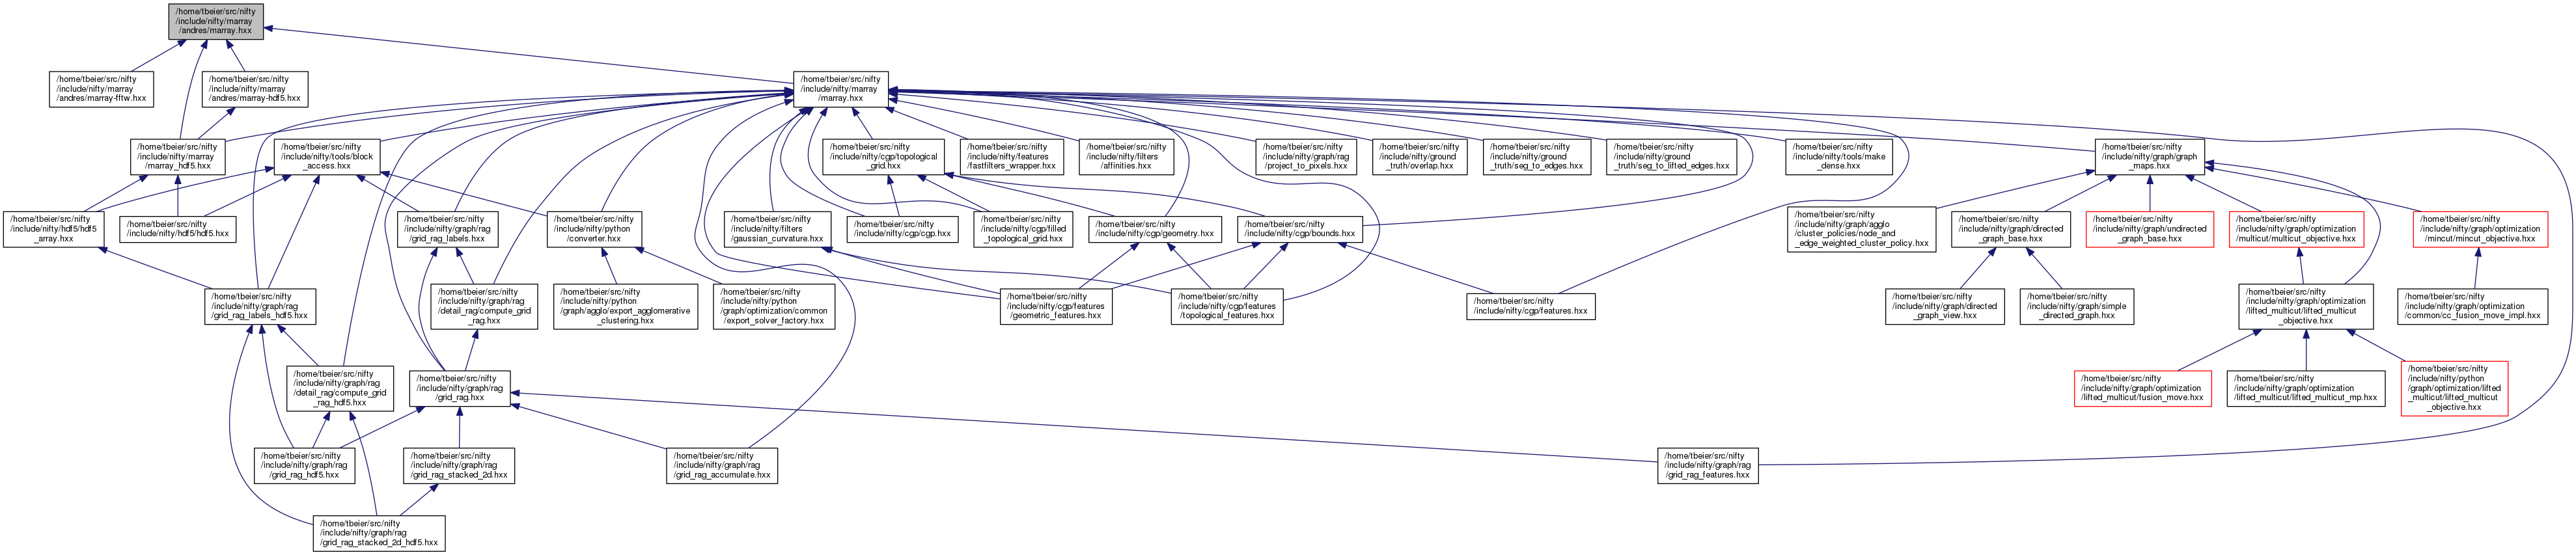 /home/tbeier/src/nifty
/include/nifty/marray
/andres/marray.hxx
/home/tbeier/src/nifty
/include/nifty/marray
/andres/marray-fftw.hxx
/home/tbeier/src/nifty
/include/nifty/marray
/andres/marray-hdf5.hxx
/home/tbeier/src/nifty
/include/nifty/marray
/marray.hxx
/home/tbeier/src/nifty
/include/nifty/marray
/marray_hdf5.hxx
/home/tbeier/src/nifty
/include/nifty/tools/block
_access.hxx
/home/tbeier/src/nifty
/include/nifty/cgp/topological
_grid.hxx
/home/tbeier/src/nifty
/include/nifty/features
/fastfilters_wrapper.hxx
/home/tbeier/src/nifty
/include/nifty/filters
/affinities.hxx
/home/tbeier/src/nifty
/include/nifty/graph/rag
/project_to_pixels.hxx
/home/tbeier/src/nifty
/include/nifty/ground
_truth/overlap.hxx
/home/tbeier/src/nifty
/include/nifty/ground
_truth/seg_to_edges.hxx
/home/tbeier/src/nifty
/include/nifty/ground
_truth/seg_to_lifted_edges.hxx
/home/tbeier/src/nifty
/include/nifty/tools/make
_dense.hxx
/home/tbeier/src/nifty
/include/nifty/graph/graph
_maps.hxx
/home/tbeier/src/nifty
/include/nifty/hdf5/hdf5
_array.hxx
/home/tbeier/src/nifty
/include/nifty/hdf5/hdf5.hxx
/home/tbeier/src/nifty
/include/nifty/graph/rag
/grid_rag_labels.hxx
/home/tbeier/src/nifty
/include/nifty/python
/converter.hxx
/home/tbeier/src/nifty
/include/nifty/filters
/gaussian_curvature.hxx
/home/tbeier/src/nifty
/include/nifty/cgp/cgp.hxx
/home/tbeier/src/nifty
/include/nifty/cgp/filled
_topological_grid.hxx
/home/tbeier/src/nifty
/include/nifty/cgp/geometry.hxx
/home/tbeier/src/nifty
/include/nifty/cgp/bounds.hxx
/home/tbeier/src/nifty
/include/nifty/graph/agglo
/cluster_policies/node_and
_edge_weighted_cluster_policy.hxx
/home/tbeier/src/nifty
/include/nifty/graph/directed
_graph_base.hxx
/home/tbeier/src/nifty
/include/nifty/graph/undirected
_graph_base.hxx
/home/tbeier/src/nifty
/include/nifty/graph/optimization
/multicut/multicut_objective.hxx
/home/tbeier/src/nifty
/include/nifty/graph/optimization
/mincut/mincut_objective.hxx
/home/tbeier/src/nifty
/include/nifty/graph/rag
/grid_rag_labels_hdf5.hxx
/home/tbeier/src/nifty
/include/nifty/graph/rag
/detail_rag/compute_grid
_rag.hxx
/home/tbeier/src/nifty
/include/nifty/python
/graph/agglo/export_agglomerative
_clustering.hxx
/home/tbeier/src/nifty
/include/nifty/python
/graph/optimization/common
/export_solver_factory.hxx
/home/tbeier/src/nifty
/include/nifty/cgp/features
/geometric_features.hxx
/home/tbeier/src/nifty
/include/nifty/cgp/features
/topological_features.hxx
/home/tbeier/src/nifty
/include/nifty/cgp/features.hxx
/home/tbeier/src/nifty
/include/nifty/graph/directed
_graph_view.hxx
/home/tbeier/src/nifty
/include/nifty/graph/simple
_directed_graph.hxx
/home/tbeier/src/nifty
/include/nifty/graph/optimization
/lifted_multicut/lifted_multicut
_objective.hxx
/home/tbeier/src/nifty
/include/nifty/graph/optimization
/common/cc_fusion_move_impl.hxx
/home/tbeier/src/nifty
/include/nifty/graph/rag
/detail_rag/compute_grid
_rag_hdf5.hxx
/home/tbeier/src/nifty
/include/nifty/graph/rag
/grid_rag.hxx
/home/tbeier/src/nifty
/include/nifty/graph/optimization
/lifted_multicut/fusion_move.hxx
/home/tbeier/src/nifty
/include/nifty/graph/optimization
/lifted_multicut/lifted_multicut_mp.hxx
/home/tbeier/src/nifty
/include/nifty/python
/graph/optimization/lifted
_multicut/lifted_multicut
_objective.hxx
/home/tbeier/src/nifty
/include/nifty/graph/rag
/grid_rag_hdf5.hxx
/home/tbeier/src/nifty
/include/nifty/graph/rag
/grid_rag_stacked_2d.hxx
/home/tbeier/src/nifty
/include/nifty/graph/rag
/grid_rag_accumulate.hxx
/home/tbeier/src/nifty
/include/nifty/graph/rag
/grid_rag_features.hxx
/home/tbeier/src/nifty
/include/nifty/graph/rag
/grid_rag_stacked_2d_hdf5.hxx